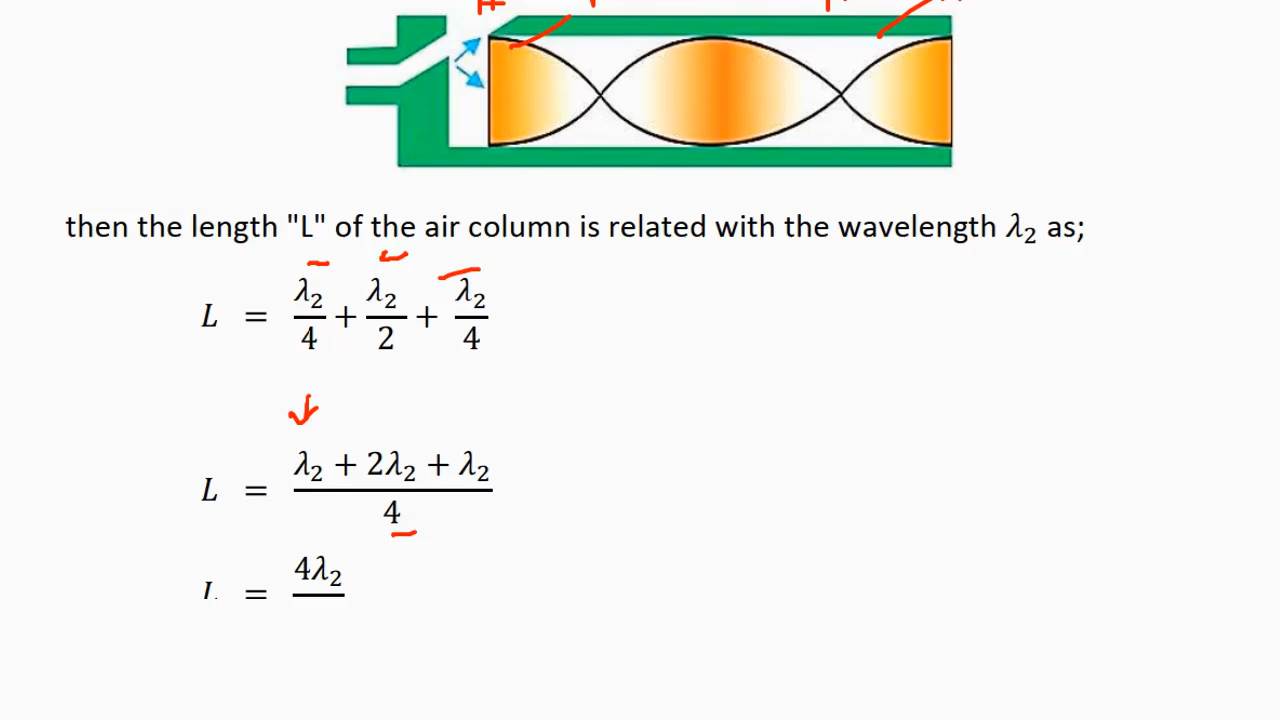 then the length "L" of the air column is related with the wavelength λ₂ as;
L = λ₂/4 + λ₂/2 + λ₂/4
L = (λ₂ + 2λ₂ + λ₂)/4
L = 4λ₂